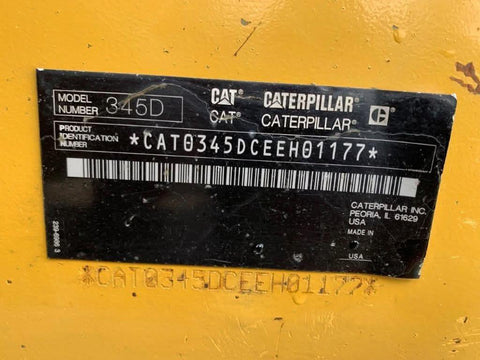 MODEL NUMBER 345D CAT CATERPILLAR
CAT CATERPILLAR
PRODUCT IDENTIFICATION NUMBER *CAT0345DCEEH01177*
CATERPILLAR INC.
PEORIA, IL 61629
USA
MADE IN
USA
*CAT0345DCEEH01177*